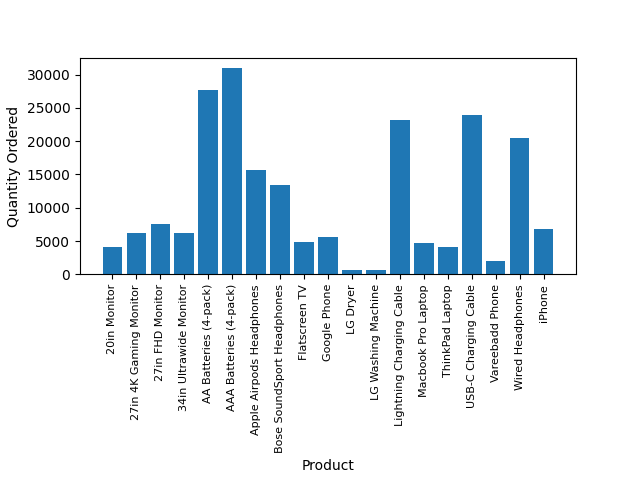 Quantity Ordered
30000
25000
20000
15000
10000
5000
0
20in Monitor
27in 4K Gaming Monitor
27in FHD Monitor
34in Ultrawide Monitor
AA Batteries (4-pack)
AAA Batteries (4-pack)
Apple Airpods Headphones
Bose SoundSport Headphones
Flatscreen TV
Google Phone
LG Dryer
LG Washing Machine
Lightning Charging Cable
Macbook Pro Laptop
ThinkPad Laptop
USB-C Charging Cable
Vareebadd Phone
Wired Headphones
iPhone
Product